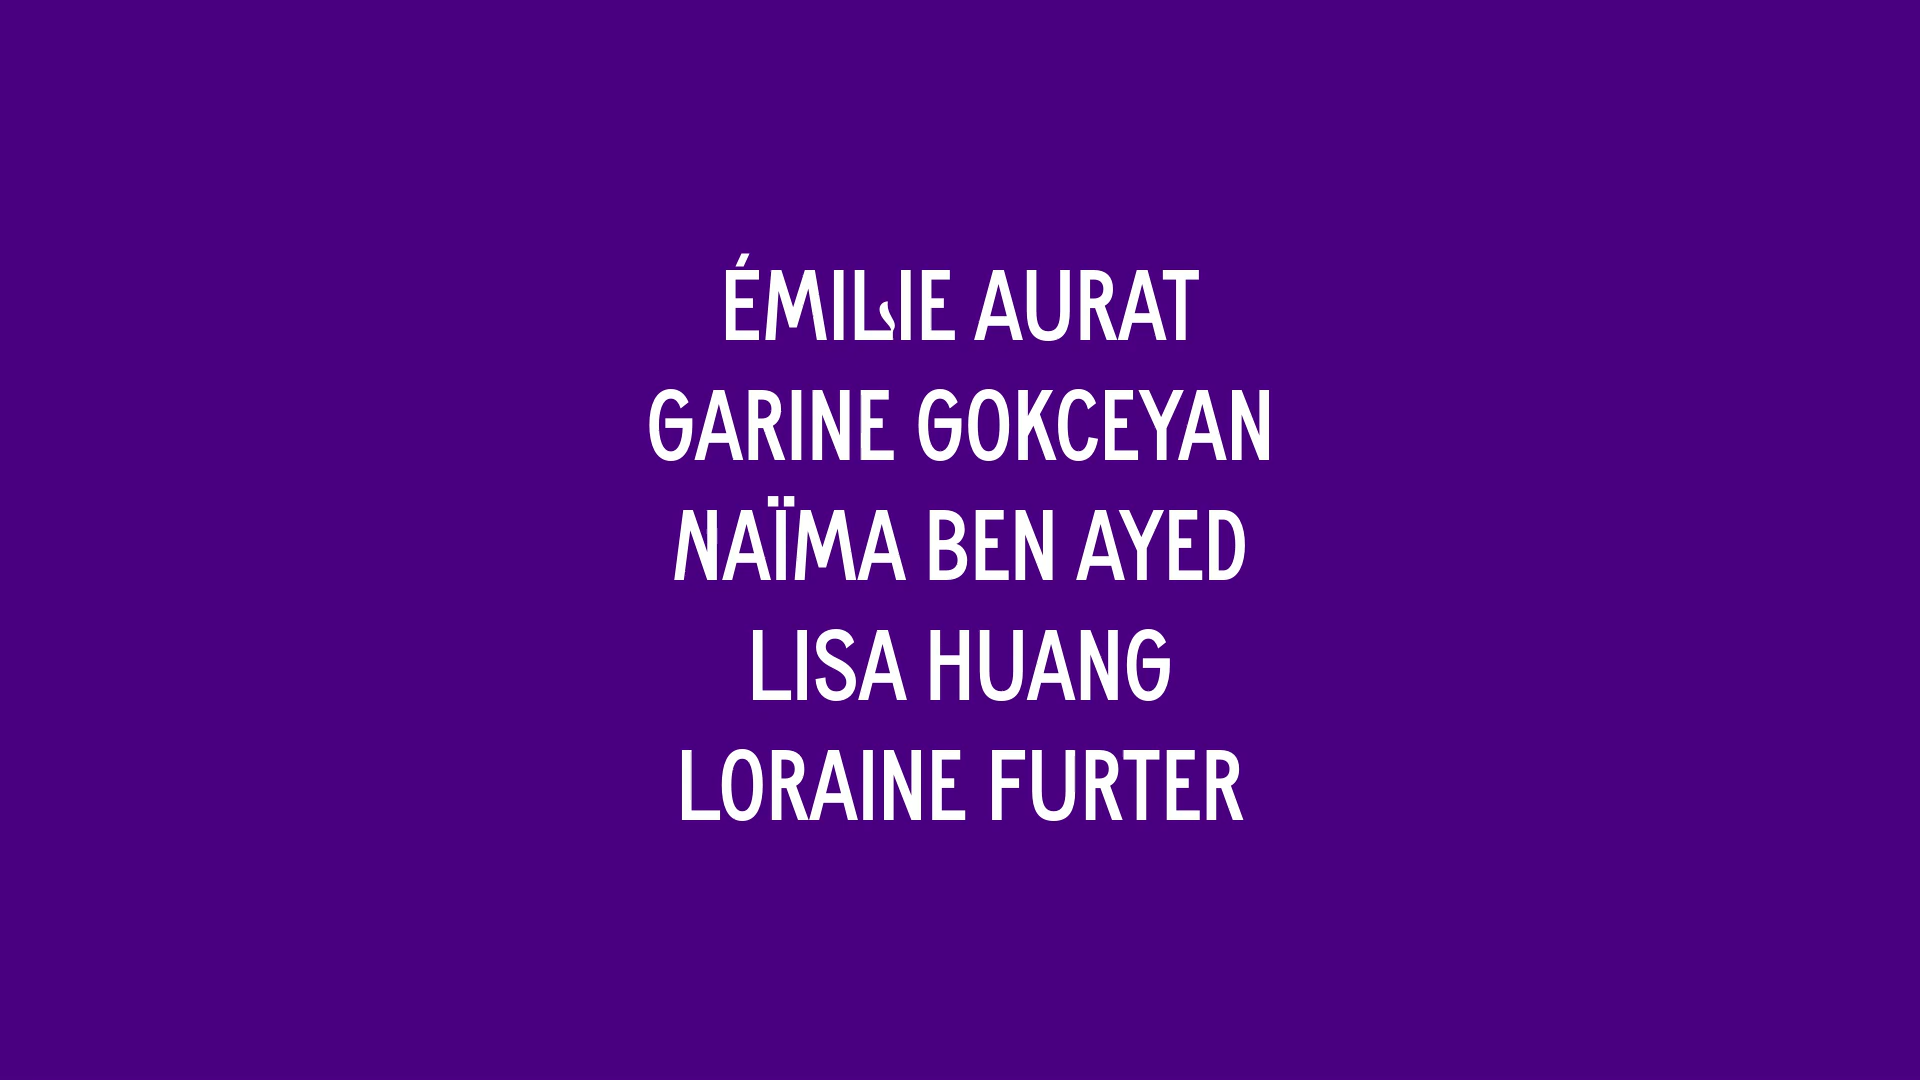 ÉMILIE AURAT
GARINE GOKCEYAN
NAÏMA BEN AYED
LISA HUANG
LORAINE FURTER